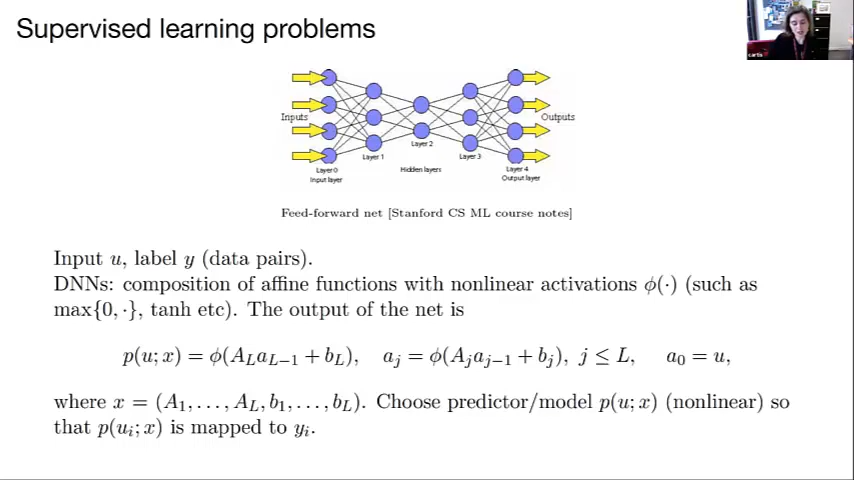 Supervised learning problems
cartis
Inputs
Outputs
Layer 0
Input layer
Layer 1
Layer 2
Hidden layers
Layer 3
Layer 4
Output layer
Feed-forward net [Stanford CS ML course notes]
Input u, label y (data pairs).
DNNs: composition of affine functions with nonlinear activations ϕ(·) (such as
max{0, ·}, tanh etc). The output of the net is
p(u; x) = ϕ(A_L a_{L−1} + b_L), a_j = ϕ(A_j a_{j−1} + b_j), j ≤ L, a_0 = u,
where x = (A_1, . . . , A_L, b_1, . . . , b_L). Choose predictor/model p(u; x) (nonlinear) so
that p(u_i; x) is mapped to y_i.